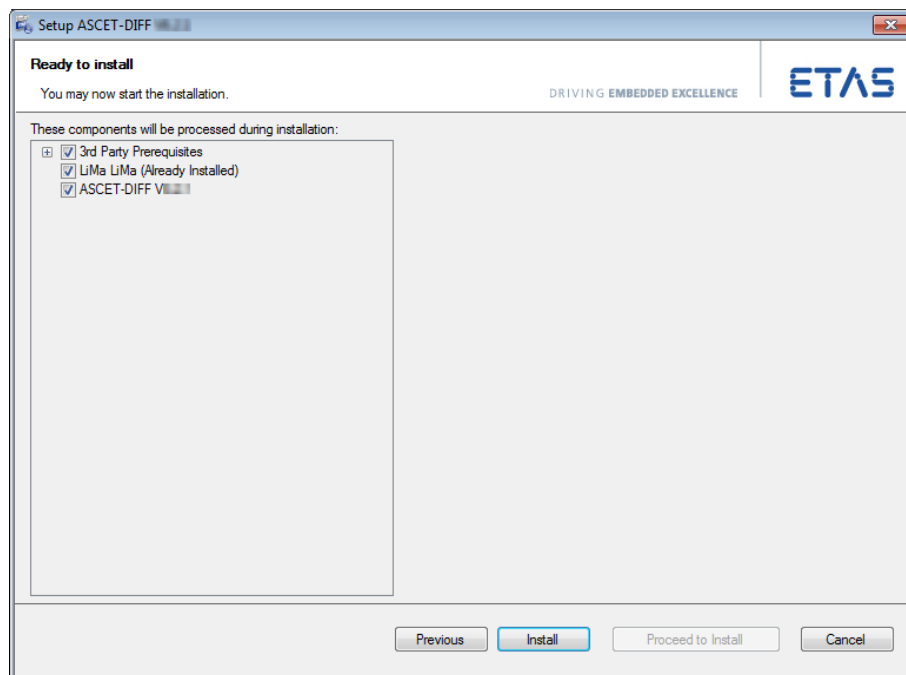 Setup ASCET-DIFF
Ready to install
You may now start the installation.
DRIVING EMBEDDED EXCELLENCE
ETAS
These components will be processed during installation:
3rd Party Prerequisites
LiMa LiMa (Already Installed)
ASCET-DIFF
Previous
Install
Proceed to Install
Cancel